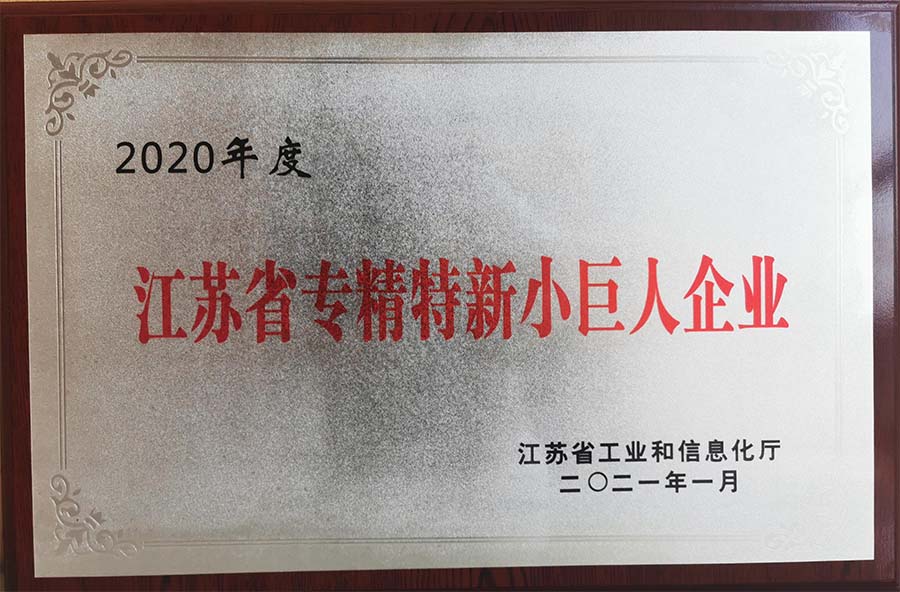 2020年度
江苏省专精特新小巨人企业
江苏省工业和信息化厅
二〇二一年一月